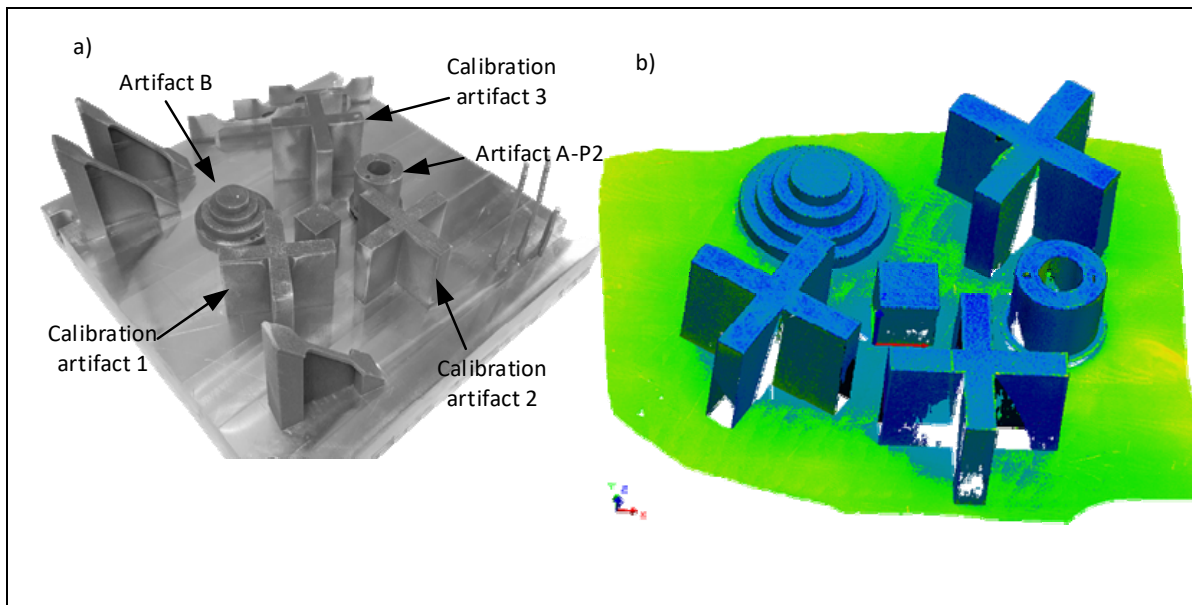 a)
Artifact B
Calibration
artifact 3
Artifact A-P2
Calibration
artifact 1
Calibration
artifact 2
b)